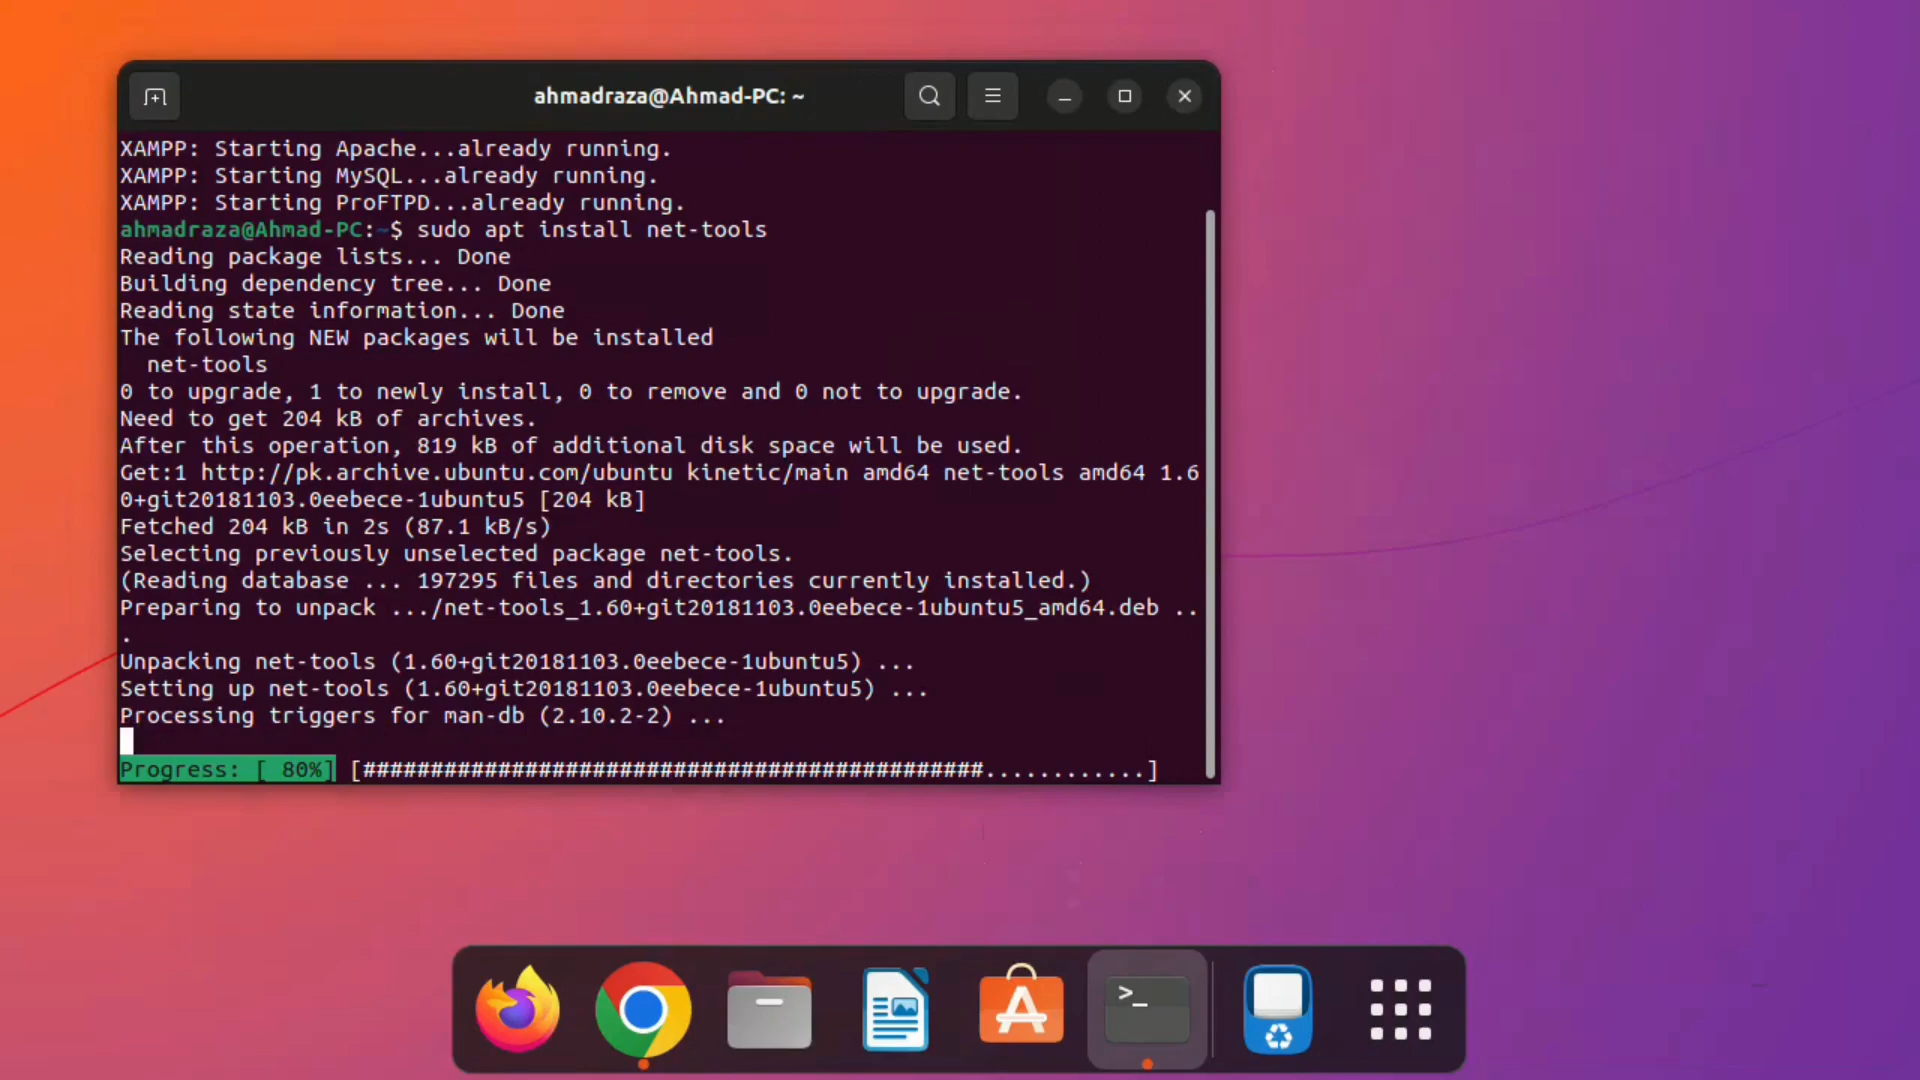 ahmadraza@Ahmad-PC: ~
XAMPP: Starting Apache...already running.
XAMPP: Starting MySQL...already running.
XAMPP: Starting ProFTPD...already running.
ahmadraza@Ahmad-PC:~$ sudo apt install net-tools
Reading package lists... Done
Building dependency tree... Done
Reading state information... Done
The following NEW packages will be installed
  net-tools
0 to upgrade, 1 to newly install, 0 to remove and 0 not to upgrade.
Need to get 204 kB of archives.
After this operation, 819 kB of additional disk space will be used.
Get:1 http://pk.archive.ubuntu.com/ubuntu kinetic/main amd64 net-tools amd64 1.6
0+git20181103.0eebece-1ubuntu5 [204 kB]
Fetched 204 kB in 2s (87.1 kB/s)
Selecting previously unselected package net-tools.
(Reading database ... 197295 files and directories currently installed.)
Preparing to unpack .../net-tools_1.60+git20181103.0eebece-1ubuntu5_amd64.deb ..
.
Unpacking net-tools (1.60+git20181103.0eebece-1ubuntu5) ...
Setting up net-tools (1.60+git20181103.0eebece-1ubuntu5) ...
Processing triggers for man-db (2.10.2-2) ...
Progress: [ 80%] [##############################################............]